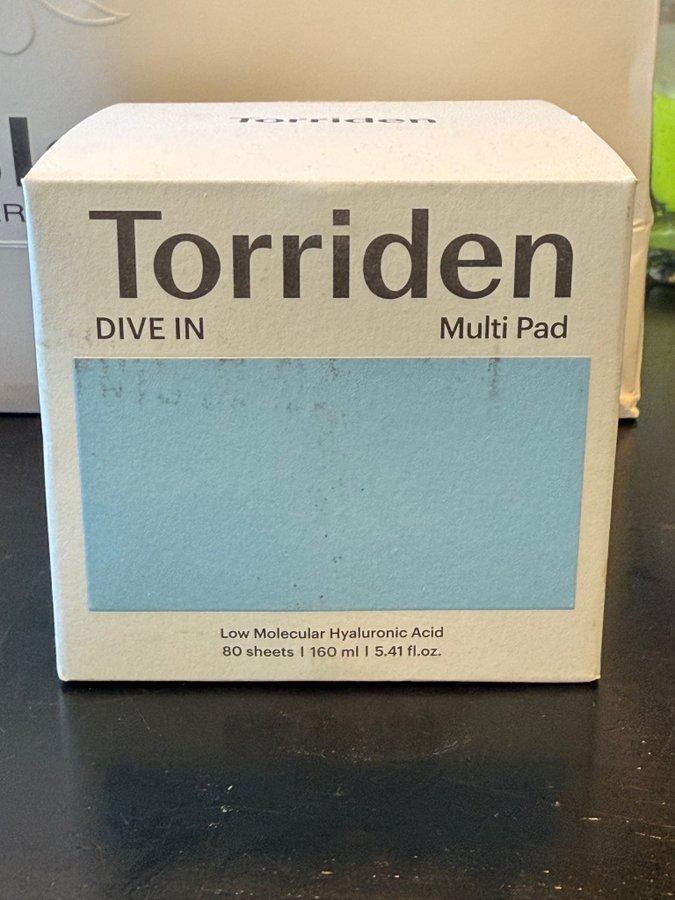 Torriden
Torriden
DIVE IN
Multi Pad
Low Molecular Hyaluronic Acid
80 sheets | 160 ml | 5.41 fl.oz.